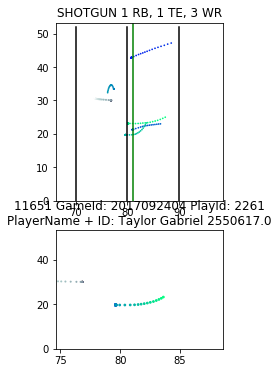 SHOTGUN 1 RB, 1 TE, 3 WR
50
40
30
20
10
0
70 80 90
11651 GameId: 2017092404 PlayId: 2261
PlayerName + ID: Taylor Gabriel 2550617.0
40
20
0
75 80 85